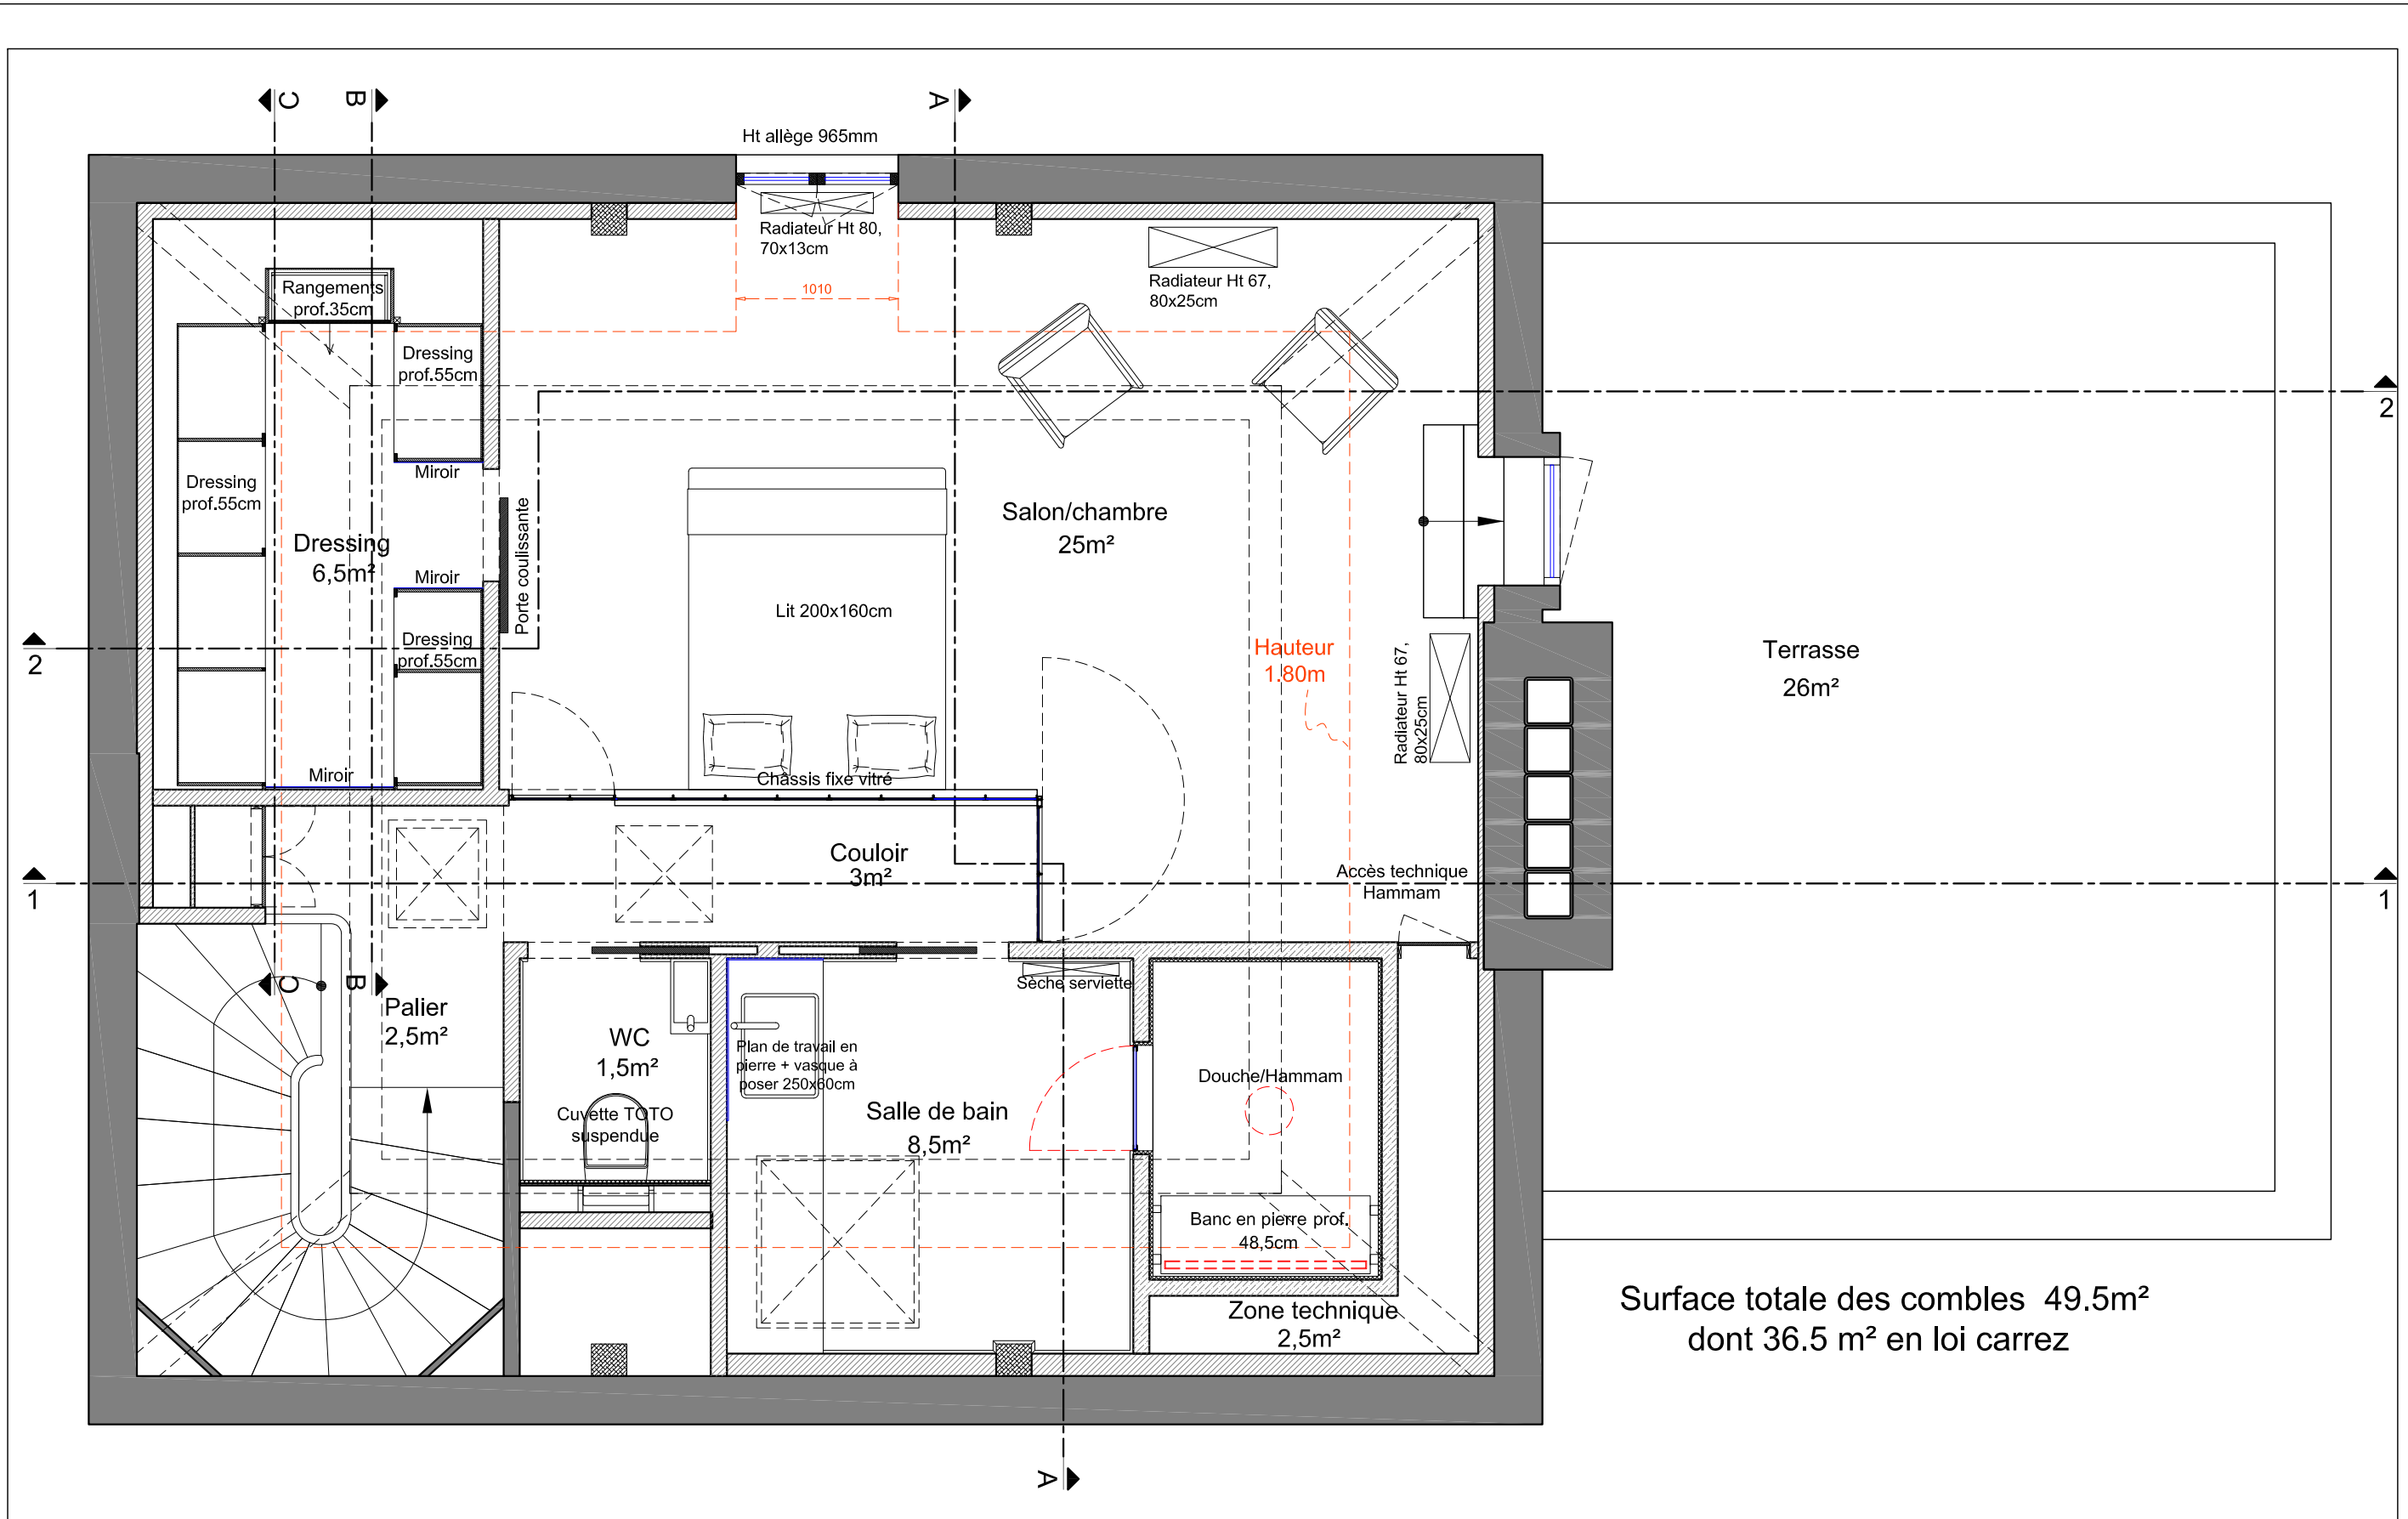 C
B
A
Ht allège 965mm
Radiateur Ht 80,
70x13cm
Radiateur Ht 67,
80x25cm
1010
Rangements
prof.35cm
Dressing
prof.55cm
Miroir
Dressing
prof.55cm
Dressing
6,5m²
Miroir
Dressing
prof.55cm
Miroir
Porte coulissante
Salon/chambre
25m²
Lit 200x160cm
Châssis fixe vitré
Hauteur
1.80m
Radiateur Ht 67,
80x25cm
Terrasse
26m²
2
2
1
1
Couloir
3m²
Accès technique
Hammam
C
B
Palier
2,5m²
WC
1,5m²
Cuvette TOTO
suspendue
Plan de travail en
pierre + vasque à
poser 250x60cm
Sèche serviette
Salle de bain
8,5m²
Douche/Hammam
Banc en pierre prof.
48,5cm
Zone technique
2,5m²
Surface totale des combles 49.5m²
dont 36.5 m² en loi carrez
A